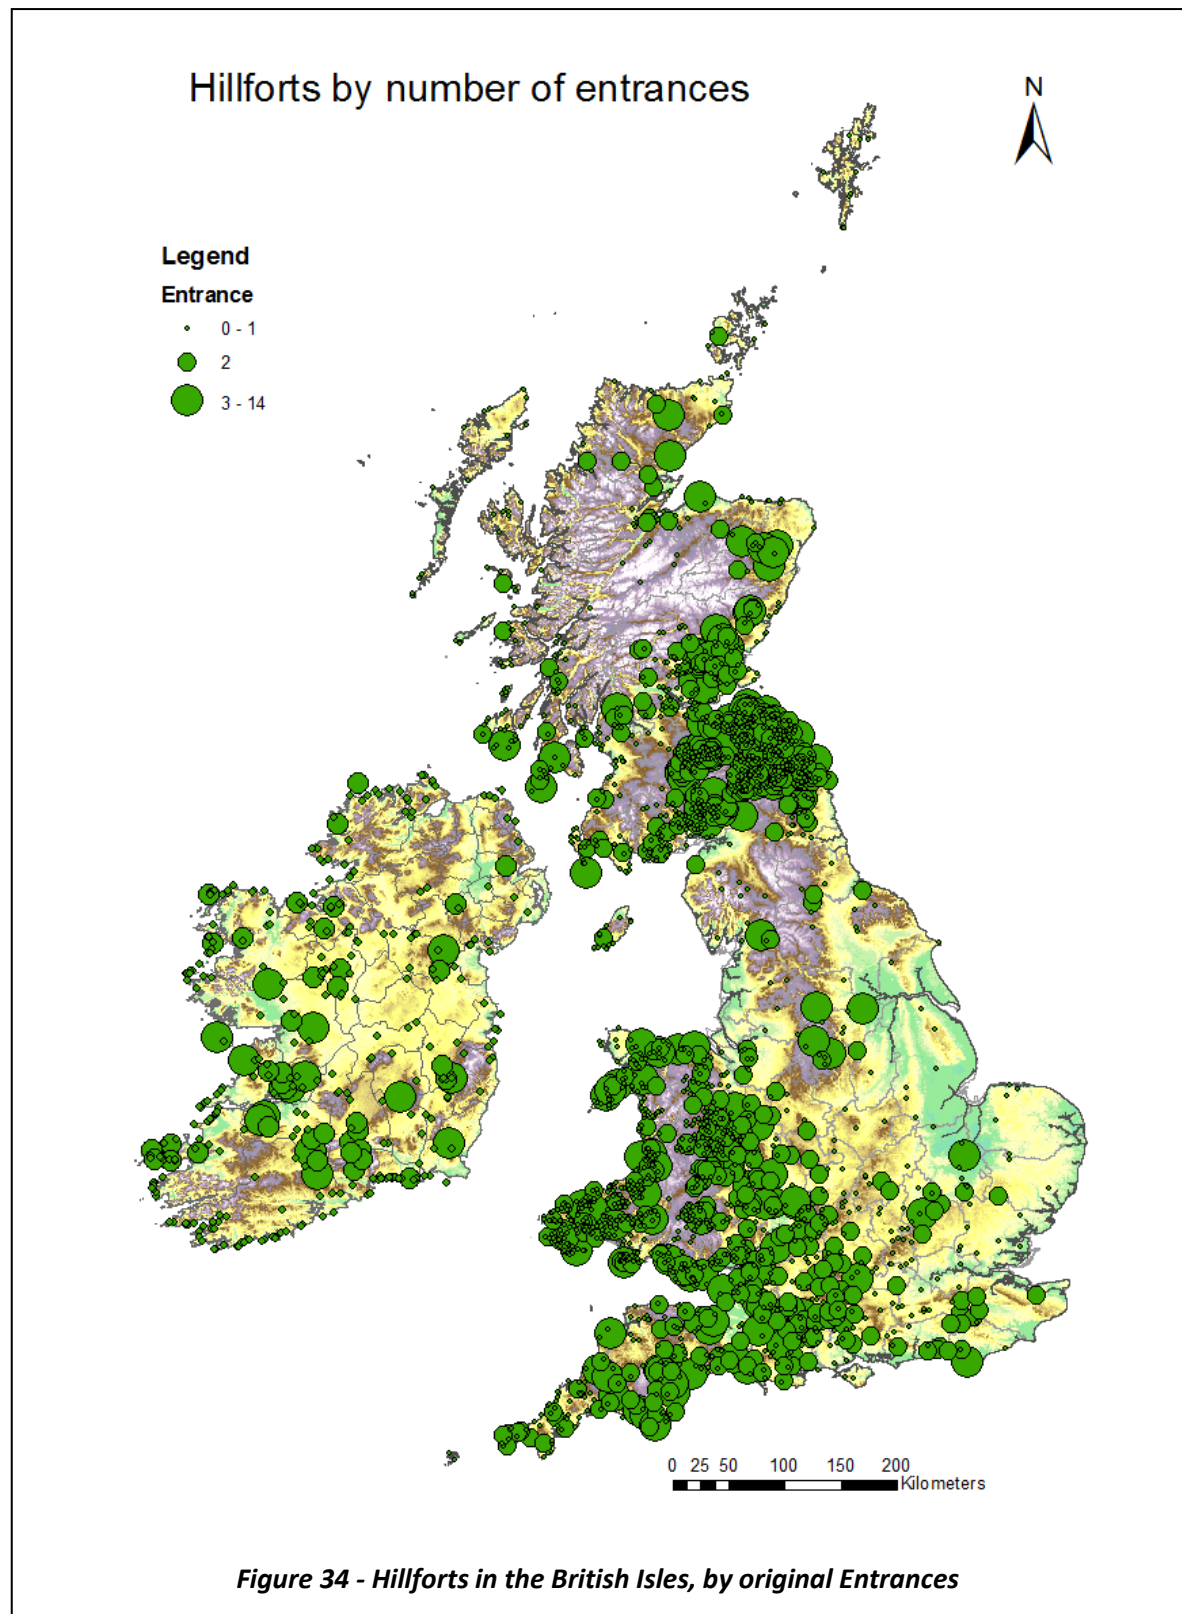 Hillforts by number of entrances
N
Legend
Entrance
0 - 1
2
3 - 14
0 25 50 100 150 200
Kilometers
Figure 34 - Hillforts in the British Isles, by original Entrances